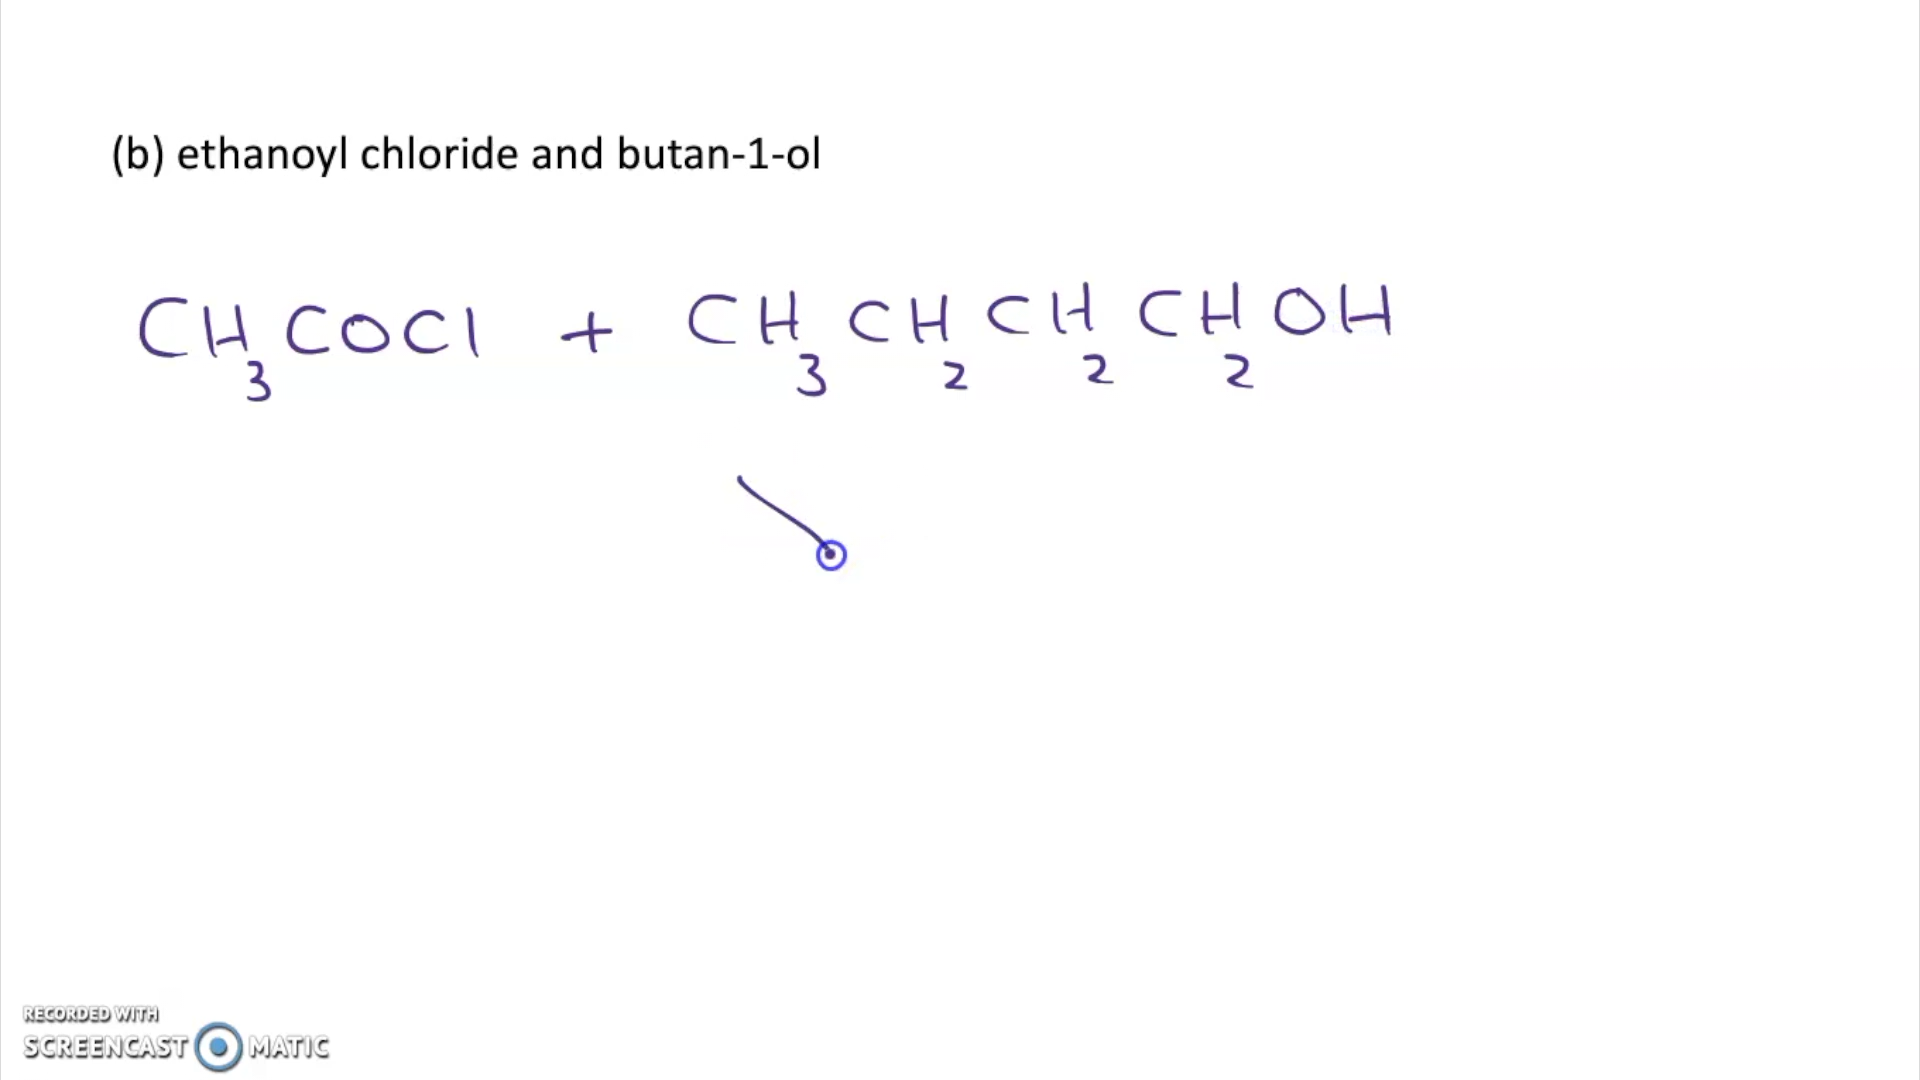 (b) ethanoyl chloride and butan-1-ol
CH₃COCl + CH₃CH₂CH₂CH₂OH
RECORDED WITH
SCREENCAST MATIC